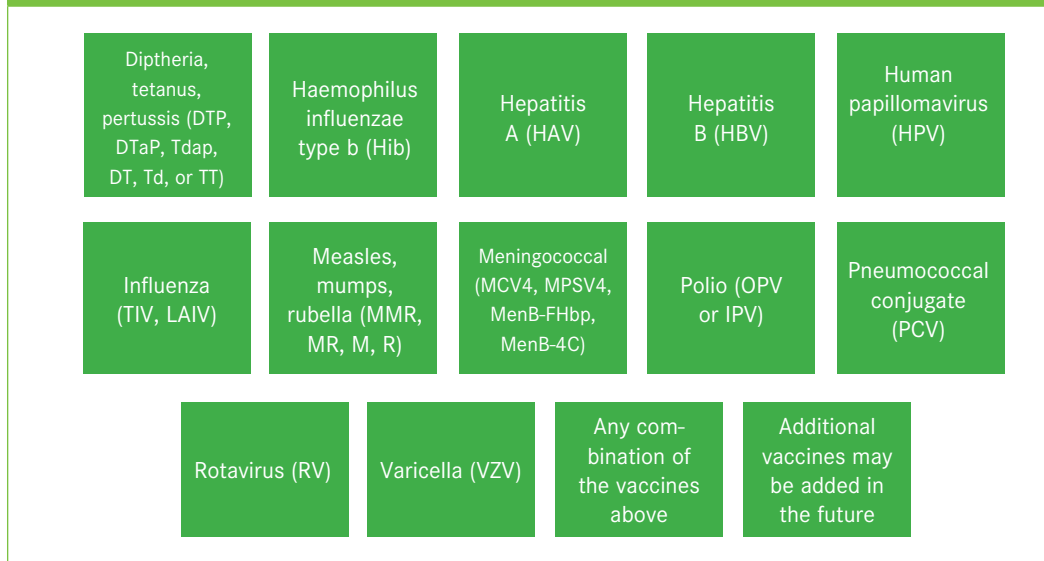 Diptheria,
tetanus,
pertussis (DTP,
DTaP, Tdap,
DT, Td, or TT)
Haemophilus
influenzae
type b (Hib)
Hepatitis
A (HAV)
Hepatitis
B (HBV)
Human
papillomavirus
(HPV)
Influenza
(TIV, LAIV)
Measles,
mumps,
rubella (MMR,
MR, M, R)
Meningococcal
(MCV4, MPSV4,
MenB-FHbp,
MenB-4C)
Polio (OPV
or IPV)
Pneumococcal
conjugate
(PCV)
Rotavirus (RV)
Varicella (VZV)
Any com-
bination of
the vaccines
above
Additional
vaccines may
be added in
the future